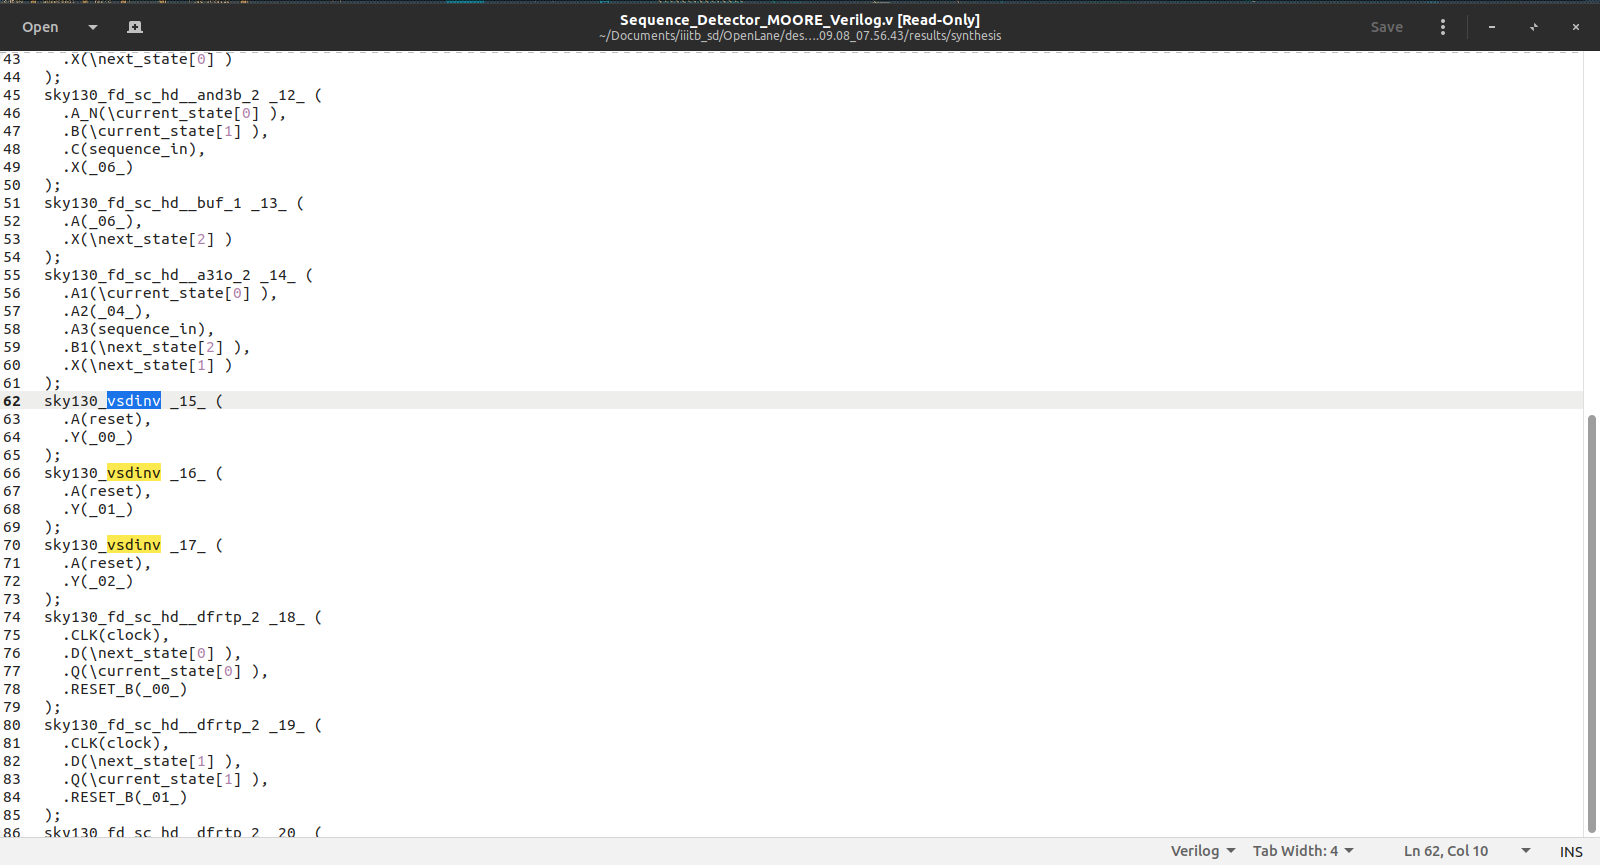 Open
Sequence_Detector_MOORE_Verilog.v [Read-Only]
~/Documents/iiitb_sd/OpenLane/des….09.08_07.56.43/results/synthesis
Save
43 .X(\next_state[0] )
44 );
45 sky130_fd_sc_hd__and3b_2 _12_ (
46 .A_N(\current_state[0] ),
47 .B(\current_state[1] ),
48 .C(sequence_in),
49 .X(_06_)
50 );
51 sky130_fd_sc_hd__buf_1 _13_ (
52 .A(_06_),
53 .X(\next_state[2] )
54 );
55 sky130_fd_sc_hd__a31o_2 _14_ (
56 .A1(\current_state[0] ),
57 .A2(_04_),
58 .A3(sequence_in),
59 .B1(\next_state[2] ),
60 .X(\next_state[1] )
61 );
62 sky130_vsdinv _15_ (
63 .A(reset),
64 .Y(_00_)
65 );
66 sky130_vsdinv _16_ (
67 .A(reset),
68 .Y(_01_)
69 );
70 sky130_vsdinv _17_ (
71 .A(reset),
72 .Y(_02_)
73 );
74 sky130_fd_sc_hd__dfrtp_2 _18_ (
75 .CLK(clock),
76 .D(\next_state[0] ),
77 .Q(\current_state[0] ),
78 .RESET_B(_00_)
79 );
80 sky130_fd_sc_hd__dfrtp_2 _19_ (
81 .CLK(clock),
82 .D(\next_state[1] ),
83 .Q(\current_state[1] ),
84 .RESET_B(_01_)
85 );
86 sky130_fd_sc_hd__dfrtp_2 _20_ (
Verilog Tab Width: 4 Ln 62, Col 10 INS